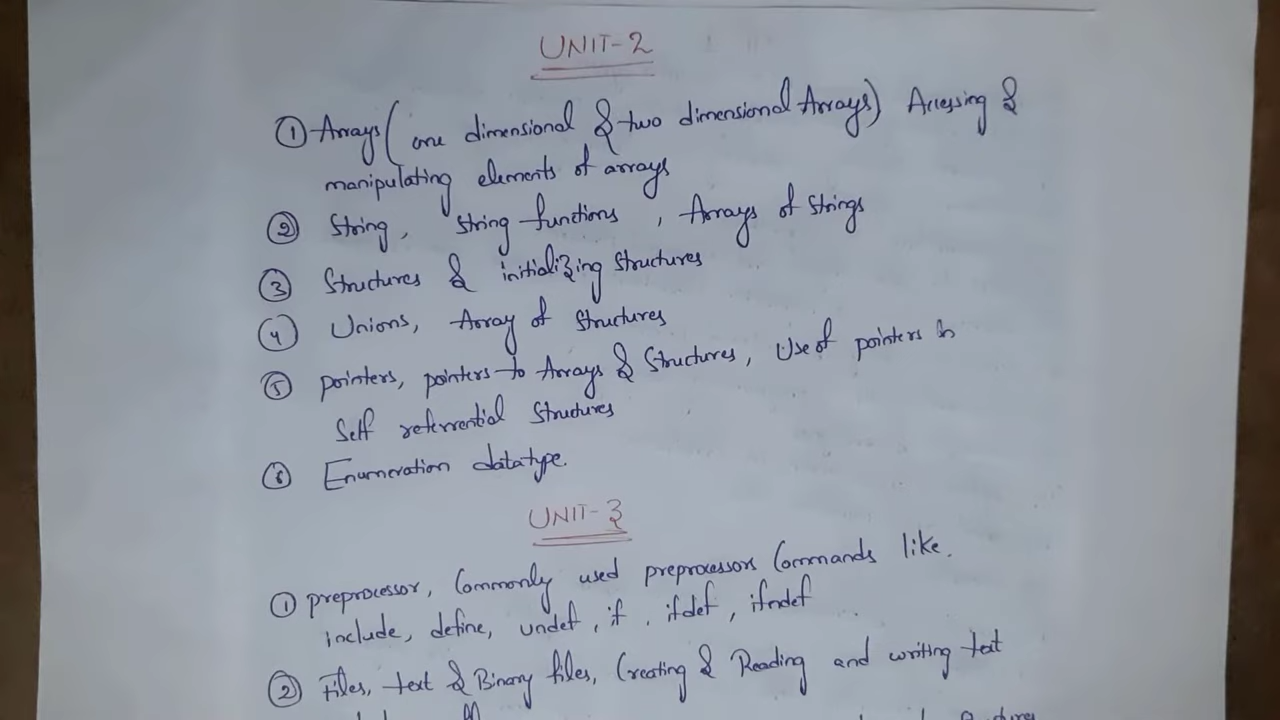 UNIT-2
① Arrays ( one dimensional & two dimensional Arrays) Accessing &
manipulating elements of arrays
② String, String functions, Arrays of Strings
③ Structures & initializing structures
④ Unions, Array of structures
⑤ pointers, pointers to Arrays & Structures, Use of pointers in
Self referrential structures
⑥ Enumeration datatype.
UNIT-3
① preprocessor, Commonly used preprocessors Commands like.
include, define, undef, if, ifdef, ifndef
② Files, text & Binary files, Creating & Reading and writing text